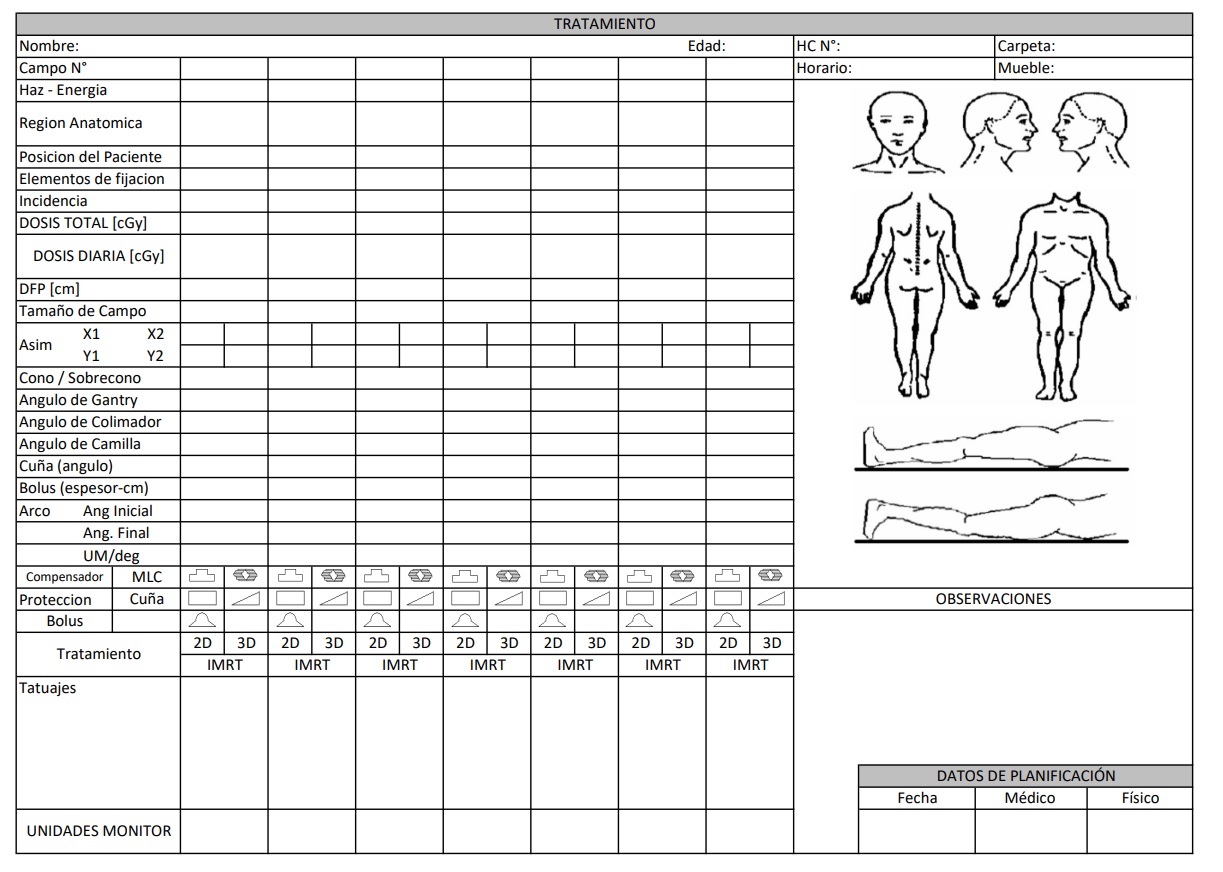 TRATAMIENTO
Nombre: Edad: HC N°: Carpeta:
Campo N° Horario: Mueble:
Haz - Energia
Region Anatomica
Posicion del Paciente
Elementos de fijacion
Incidencia
DOSIS TOTAL [cGy]
DOSIS DIARIA [cGy]
DFP [cm]
Tamaño de Campo
Asim X1 X2
Y1 Y2
Cono / Sobrecono
Angulo de Gantry
Angulo de Colimador
Angulo de Camilla
Cuña (angulo)
Bolus (espesor-cm)
Arco Ang Inicial
Ang. Final
UM/deg
Compensador MLC
Proteccion Cuña OBSERVACIONES
Bolus
Tratamiento 2D 3D 2D 3D 2D 3D 2D 3D 2D 3D 2D 3D 2D 3D
IMRT IMRT IMRT IMRT IMRT IMRT IMRT
Tatuajes
DATOS DE PLANIFICACIÓN
Fecha Médico Físico
UNIDADES MONITOR